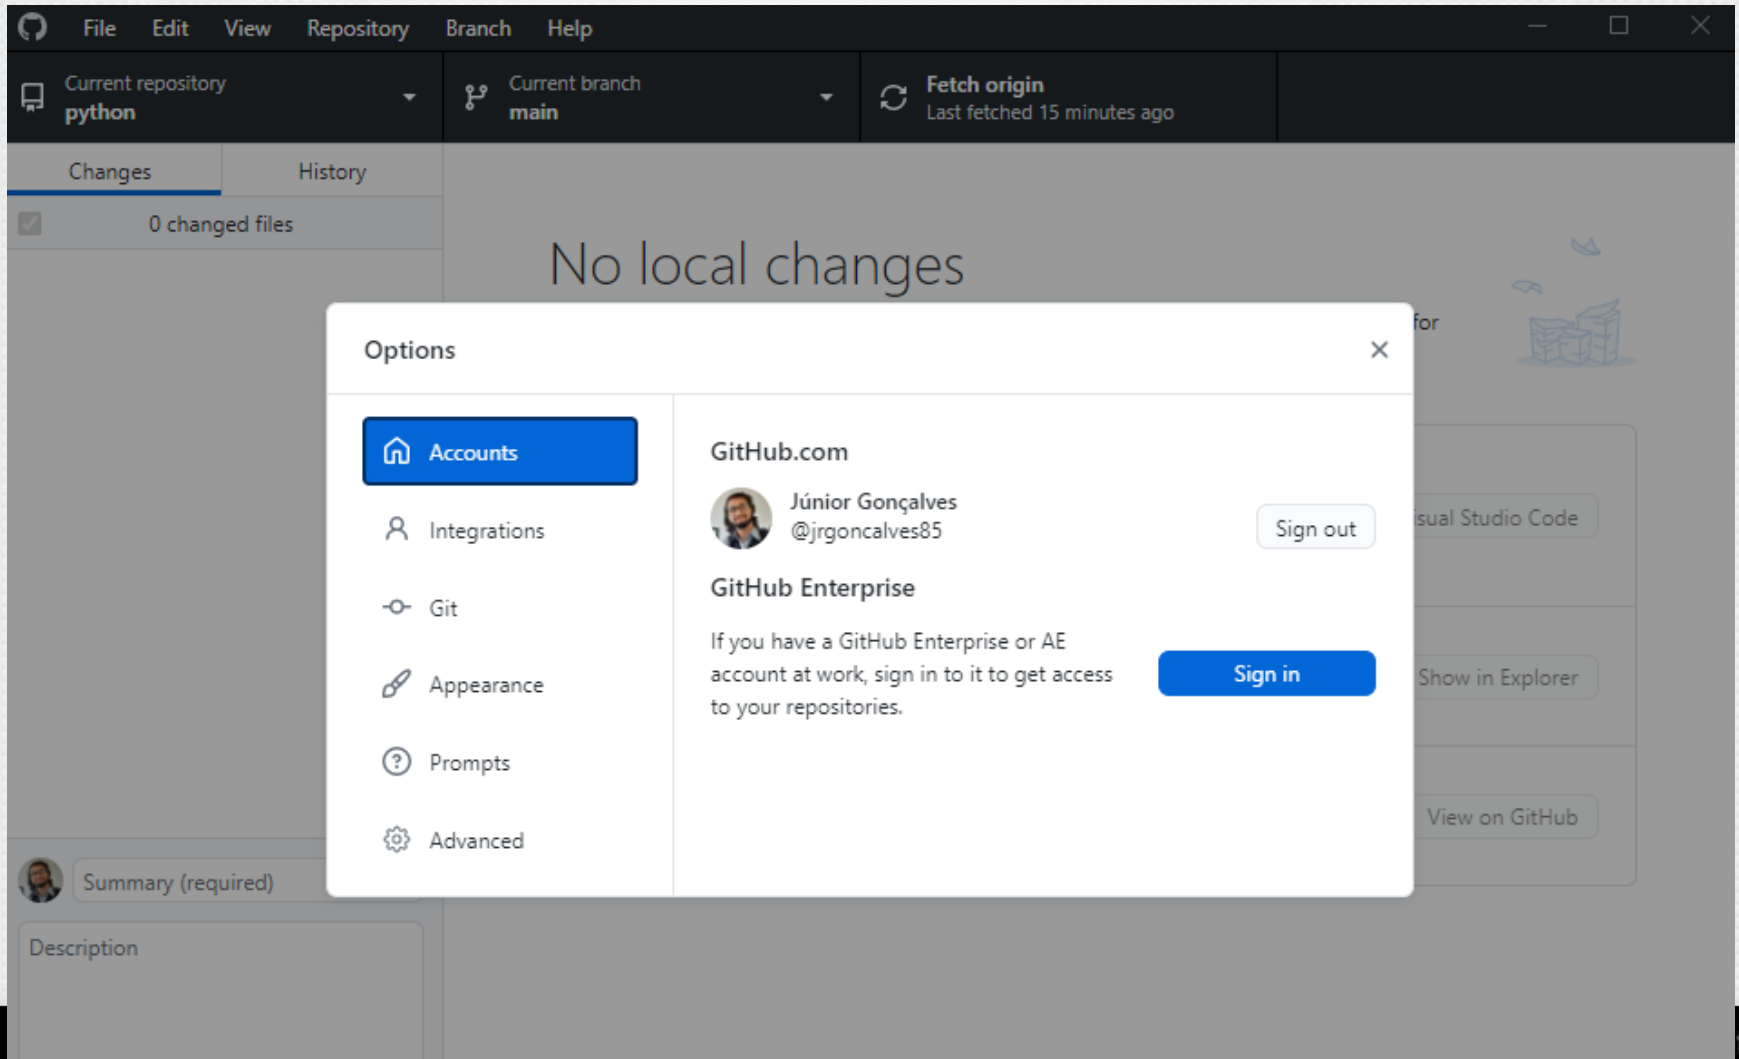 File Edit View Repository Branch Help
Current repository
python
Current branch
main
Fetch origin
Last fetched 15 minutes ago
Changes
History
0 changed files
No local changes
for
Options
Accounts
Integrations
Git
Appearance
Prompts
Advanced
GitHub.com
Júnior Gonçalves
@jrgoncalves85
Sign out
GitHub Enterprise
If you have a GitHub Enterprise or AE
account at work, sign in to it to get access
to your repositories.
Sign in
isual Studio Code
Show in Explorer
View on GitHub
Summary (required)
Description